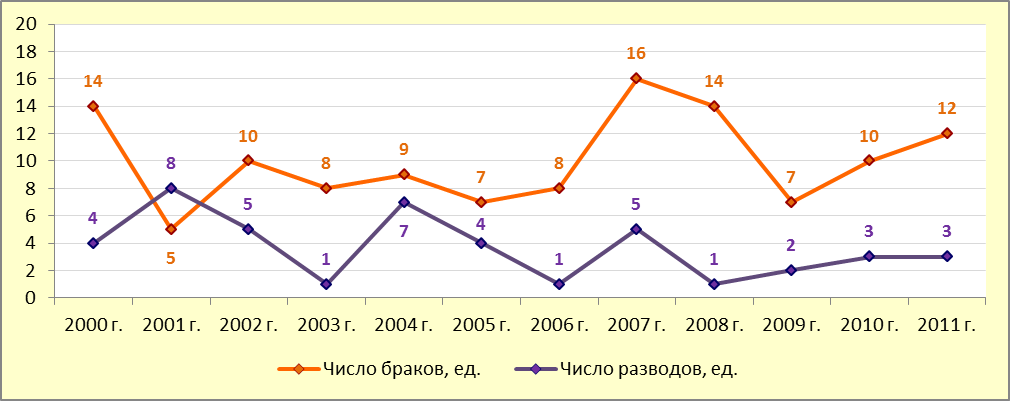 20
18
16
14
12
10
8
6
4
2
0
14 5 10 8 9 7 8 16 14 7 10 12
4 8 5 1 7 4 1 5 1 2 3 3
2000 г. 2001 г. 2002 г. 2003 г. 2004 г. 2005 г. 2006 г. 2007 г. 2008 г. 2009 г. 2010 г. 2011 г.
Число браков, ед. Число разводов, ед.